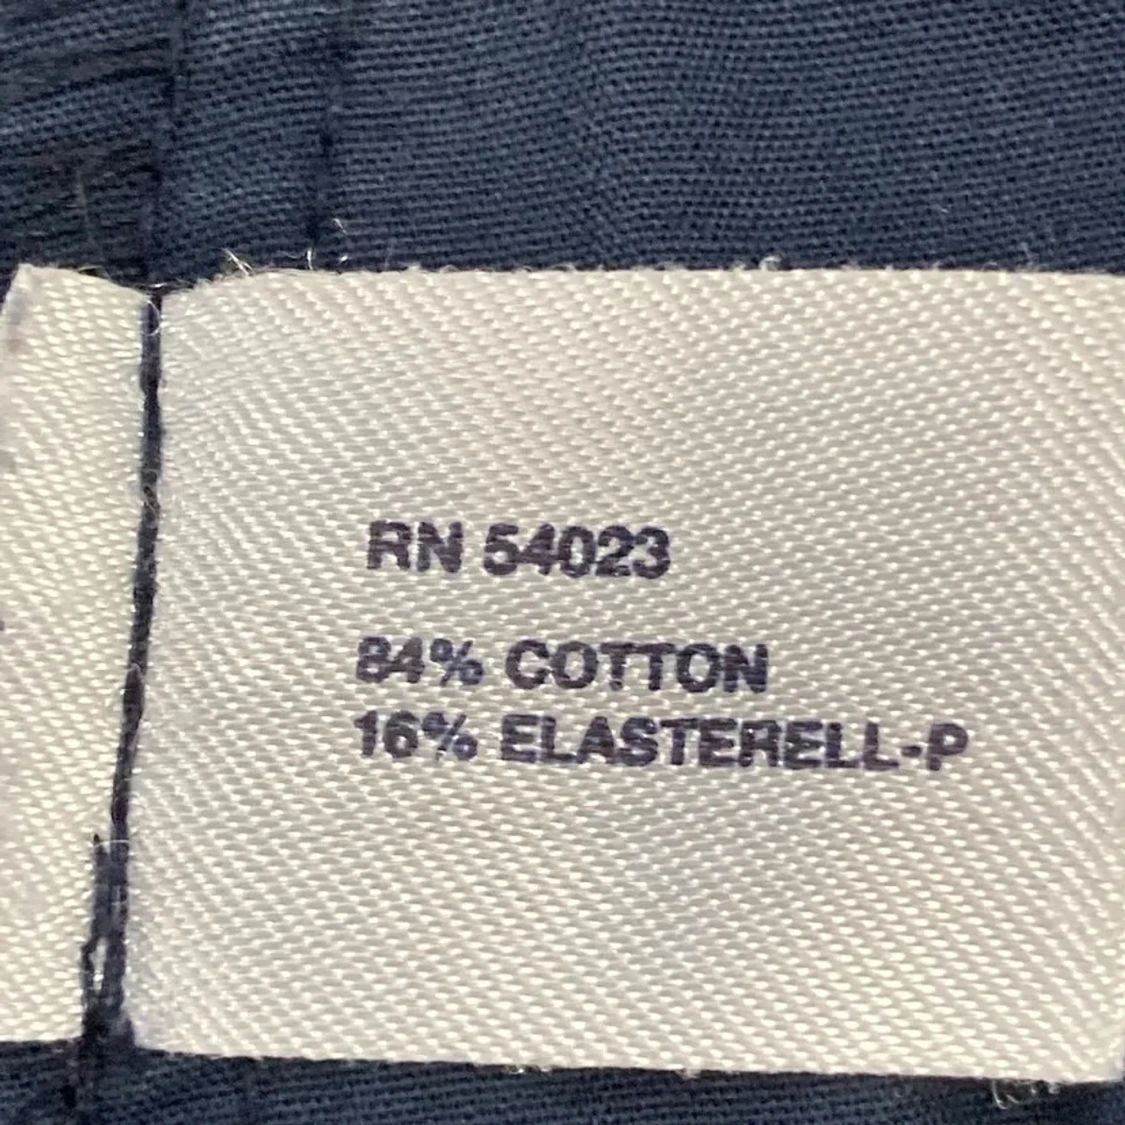 RN 54023
84% COTTON
16% ELASTERELL-P